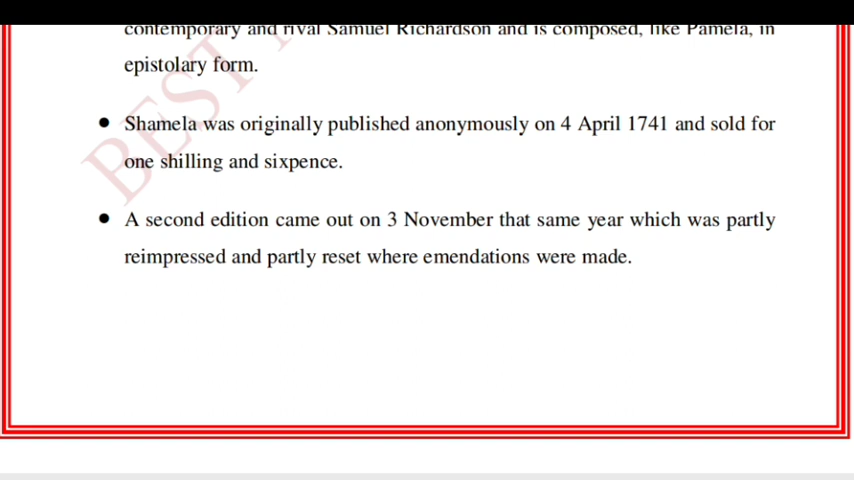 contemporary and rival Samuel Richardson and is composed, like Pamela, in
epistolary form.
● Shamela was originally published anonymously on 4 April 1741 and sold for
one shilling and sixpence.
● A second edition came out on 3 November that same year which was partly
reimpressed and partly reset where emendations were made.
BEST